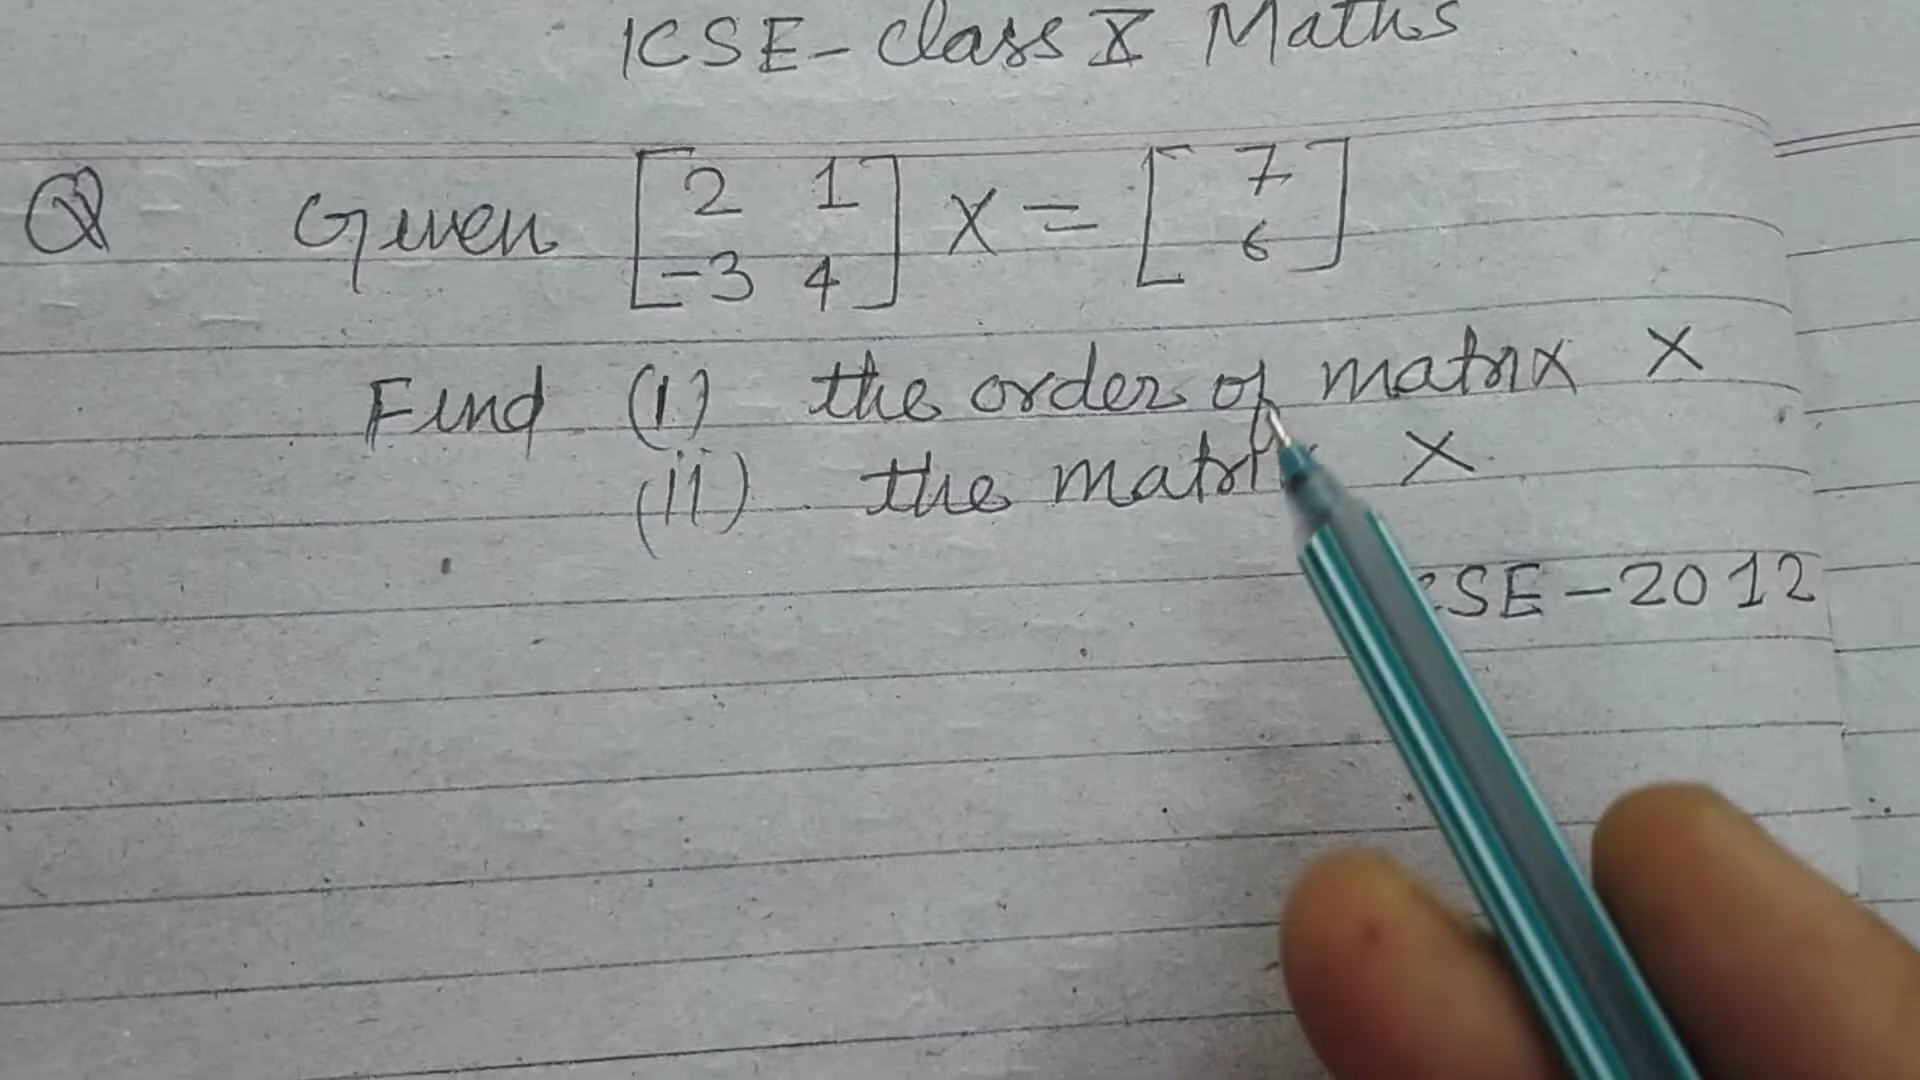 ICSE-Class X Maths
Q Given [2 1 -3 4] X = [7 6]
Find (i) the order of matrix X
(ii) the matrix X
CSE-2012